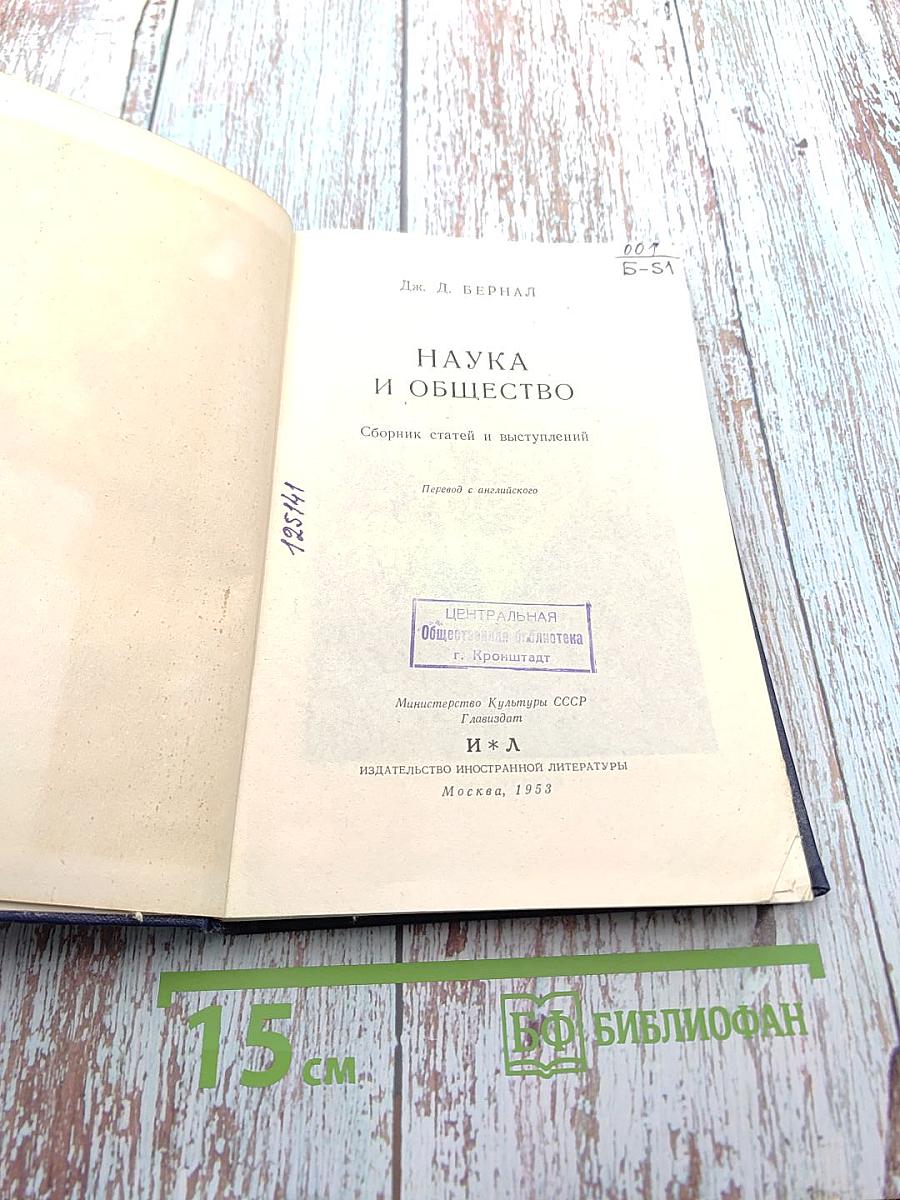 001
Б-51
Дж. Д. БЕРНАЛ
НАУКА
И ОБЩЕСТВО
Сборник статей и выступлений
Перевод с английского
125141
ЦЕНТРАЛЬНАЯ
Общественная библиотека
г. Кронштадт
Министерство Культуры СССР
Главиздат
И * Л
ИЗДАТЕЛЬСТВО ИНОСТРАННОЙ ЛИТЕРАТУРЫ
Москва, 1953
15 см
БФ БИБЛИОФАН